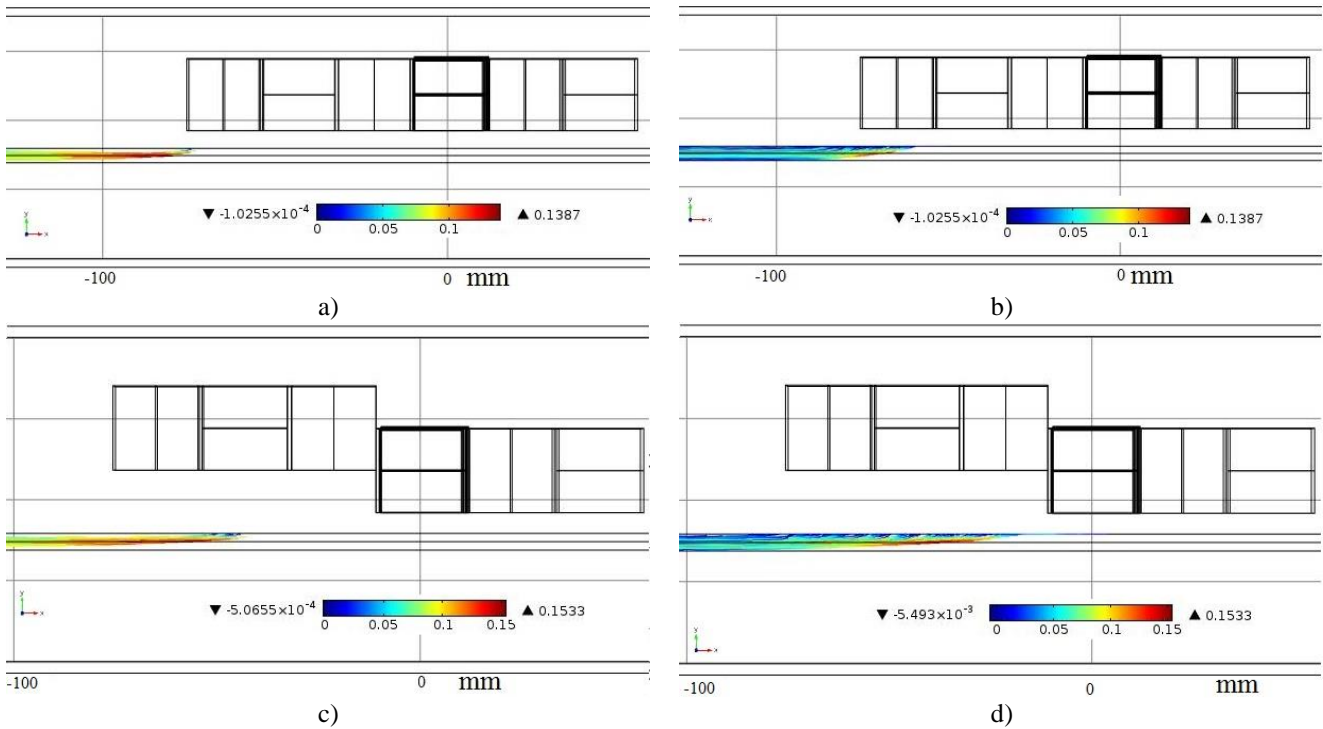 ▼ -1.0255×10⁻⁴ ▲ 0.1387
0 0.05 0.1
y
x
-100 0 mm
a)
▼ -1.0255×10⁻⁴ ▲ 0.1387
0 0.05 0.1
y
x
-100 0 mm
b)
▼ -5.0655×10⁻⁴ ▲ 0.1533
0 0.05 0.1 0.15
y
x
-100 0 mm
c)
▼ -5.493×10⁻³ ▲ 0.1533
0 0.05 0.1 0.15
y
x
-100 0 mm
d)